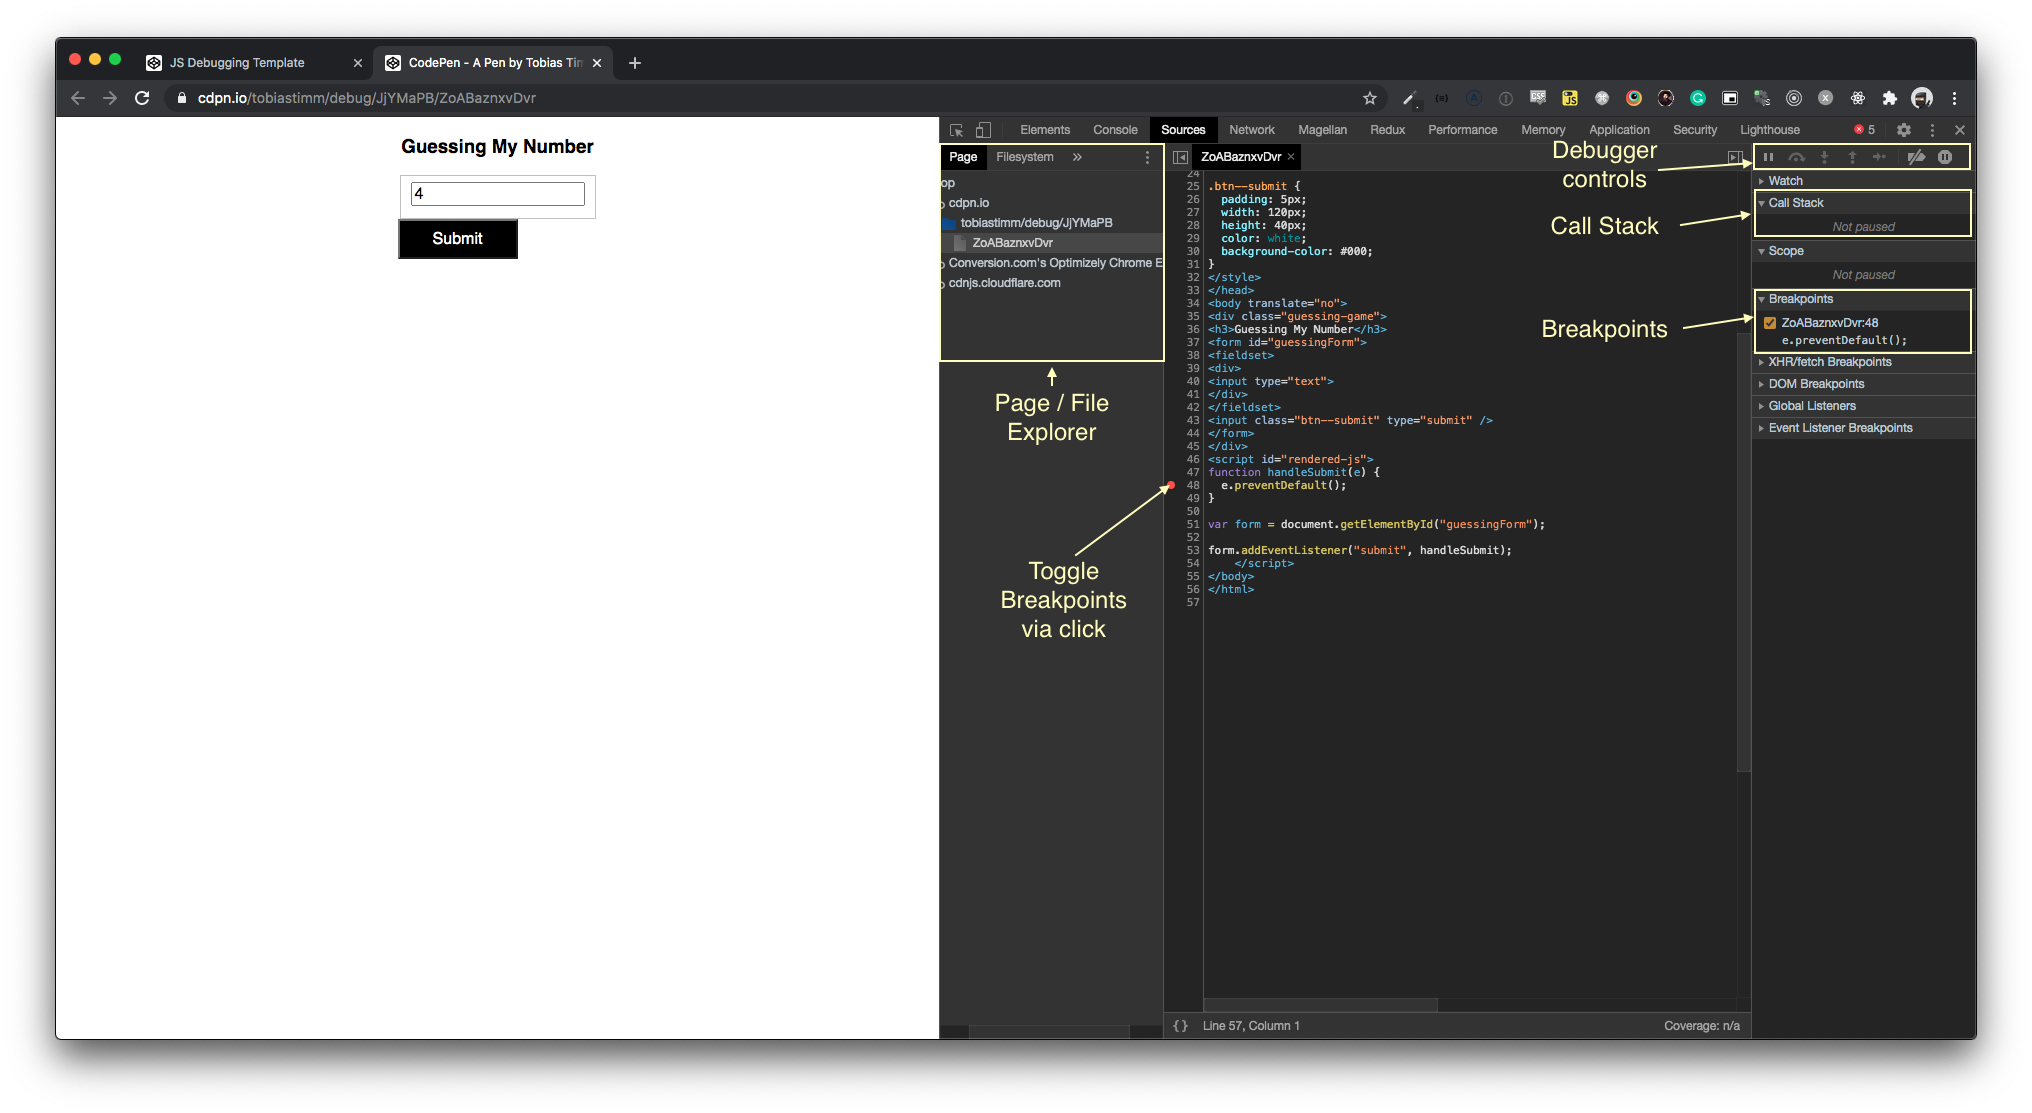 JS Debugging Template
CodePen - A Pen by Tobias Tim
cdpn.io/tobiastimm/debug/JjYMaPB/ZoABaznxvDvr
Guessing My Number
4
Submit
Elements Console Sources Network Magellan Redux Performance Memory Application Security Lighthouse 5
Page Filesystem
op
cdpn.io
tobiastimm/debug/JjYMaPB
ZoABaznxvDvr
Conversion.com's Optimizely Chrome E
cdnjs.cloudflare.com
Page / File
Explorer
Toggle
Breakpoints
via click
ZoABaznxvDvr
24
25 .btn--submit {
26 padding: 5px;
27 width: 120px;
28 height: 40px;
29 color: white;
30 background-color: #000;
31 }
32 </style>
33 </head>
34 <body translate="no">
35 <div class="guessing-game">
36 <h3>Guessing My Number</h3>
37 <form id="guessingForm">
38 <fieldset>
39 <div>
40 <input type="text">
41 </div>
42 </fieldset>
43 <input class="btn--submit" type="submit" />
44 </form>
45 </div>
46 <script id="rendered-js">
47 function handleSubmit(e) {
48 e.preventDefault();
49 }
50
51 var form = document.getElementById("guessingForm");
52
53 form.addEventListener("submit", handleSubmit);
54 </script>
55 </body>
56 </html>
57
{} Line 57, Column 1
Coverage: n/a
Debugger
controls
Call Stack
Breakpoints
Watch
Call Stack
Not paused
Scope
Not paused
Breakpoints
ZoABaznxvDvr:48
e.preventDefault();
XHR/fetch Breakpoints
DOM Breakpoints
Global Listeners
Event Listener Breakpoints